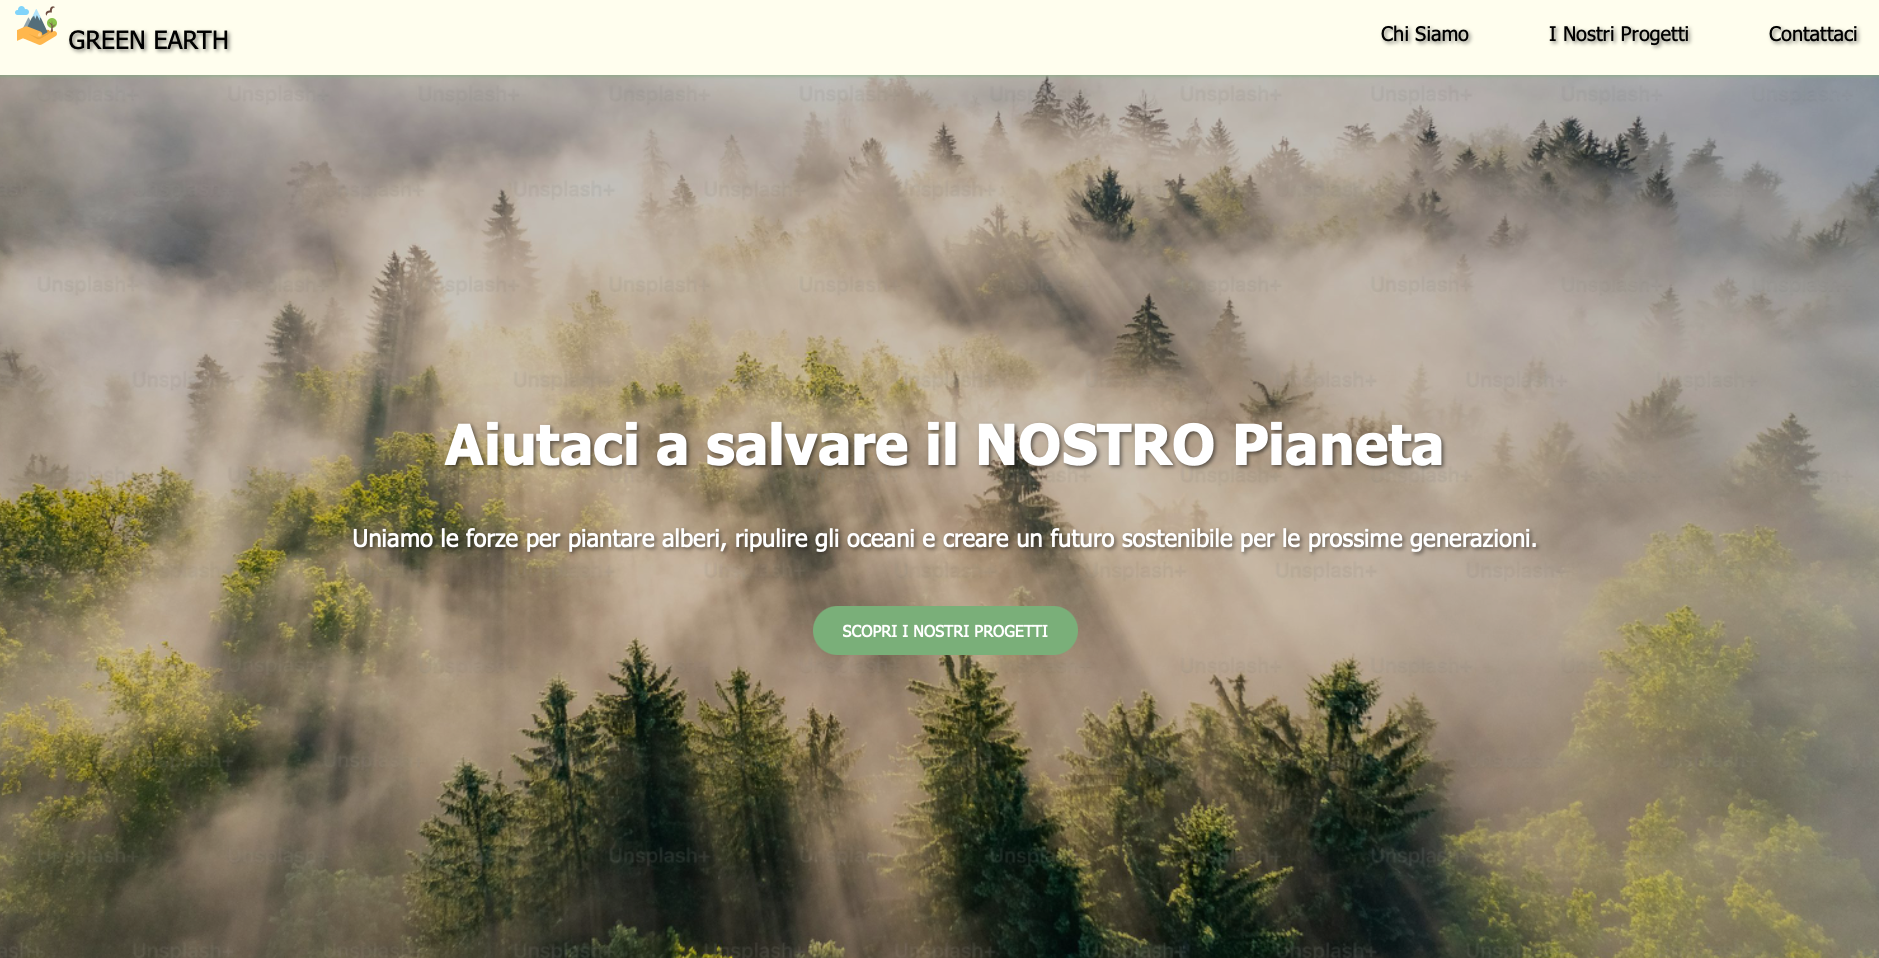 GREEN EARTH
Chi Siamo
I Nostri Progetti
Contattaci
Aiutaci a salvare il NOSTRO Pianeta
Uniamo le forze per piantare alberi, ripulire gli oceani e creare un futuro sostenibile per le prossime generazioni.
SCOPRI I NOSTRI PROGETTI
Unsplash+